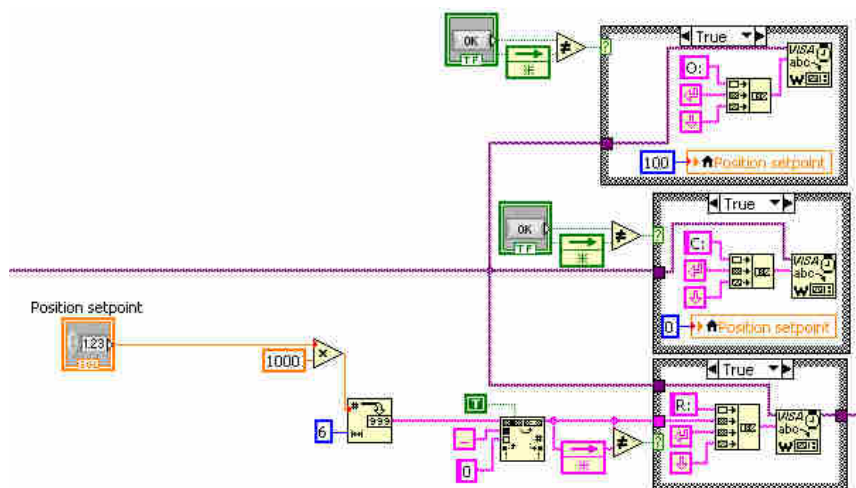 True
OK
TF
≠
?
VISA
abc
W
O:
100
Position setpoint
True
OK
TF
≠
?
VISA
abc
W
C:
0
Position setpoint
Position setpoint
1.23
SGL
1000
×
True
T
R:
VISA
abc
W
#
999
6
_
0
#
≠
?